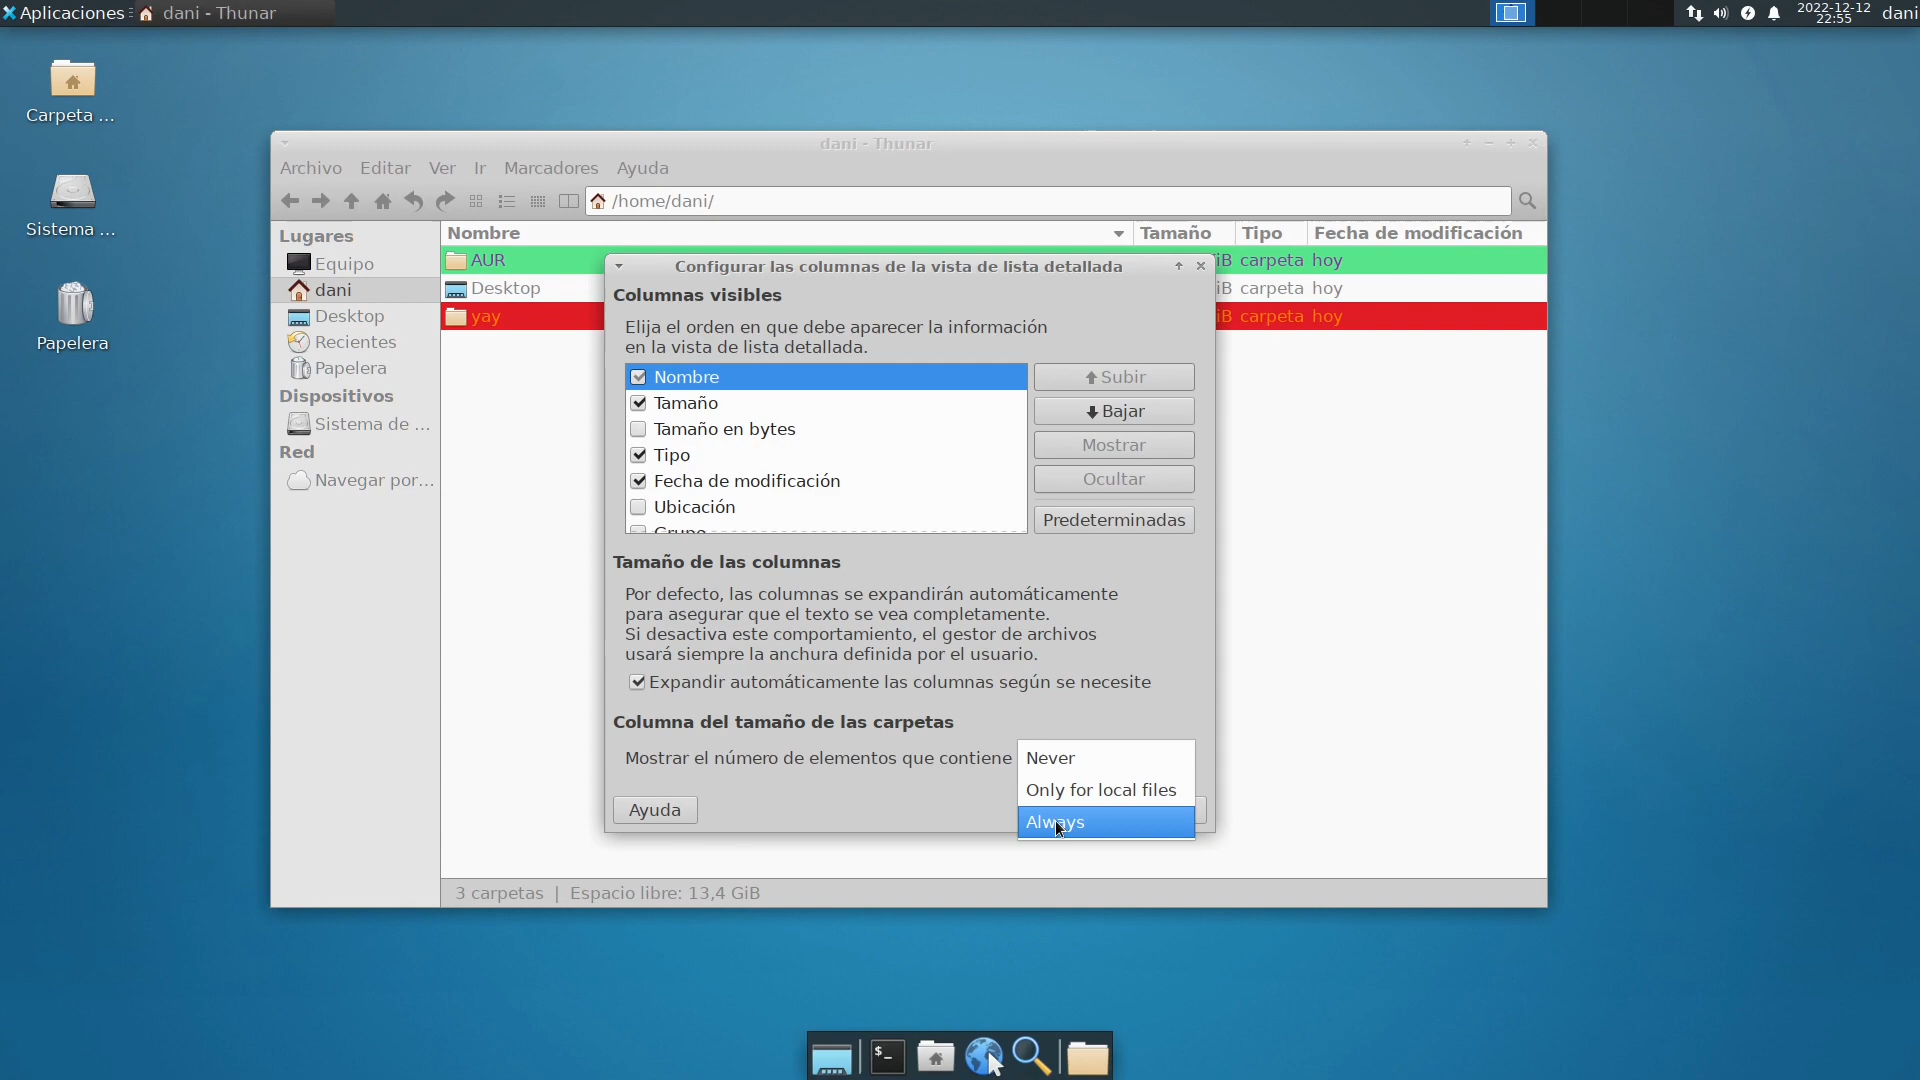 Aplicaciones
dani - Thunar
2022-12-12
22:55
dani
Carpeta ...
Sistema ...
Papelera
dani - Thunar
Archivo Editar Ver Ir Marcadores Ayuda
/home/dani/
Lugares
Equipo
dani
Desktop
Recientes
Papelera
Dispositivos
Sistema de ...
Red
Navegar por...
Nombre Tamaño Tipo Fecha de modificación
AUR iB carpeta hoy
Desktop iB carpeta hoy
yay iB carpeta hoy
Configurar las columnas de la vista de lista detallada
Columnas visibles
Elija el orden en que debe aparecer la información
en la vista de lista detallada.
Nombre
Tamaño
Tamaño en bytes
Tipo
Fecha de modificación
Ubicación
Grupo
Subir
Bajar
Mostrar
Ocultar
Predeterminadas
Tamaño de las columnas
Por defecto, las columnas se expandirán automáticamente
para asegurar que el texto se vea completamente.
Si desactiva este comportamiento, el gestor de archivos
usará siempre la anchura definida por el usuario.
Expandir automáticamente las columnas según se necesite
Columna del tamaño de las carpetas
Mostrar el número de elementos que contiene
Never
Only for local files
Always
Ayuda
3 carpetas | Espacio libre: 13,4 GiB
$_